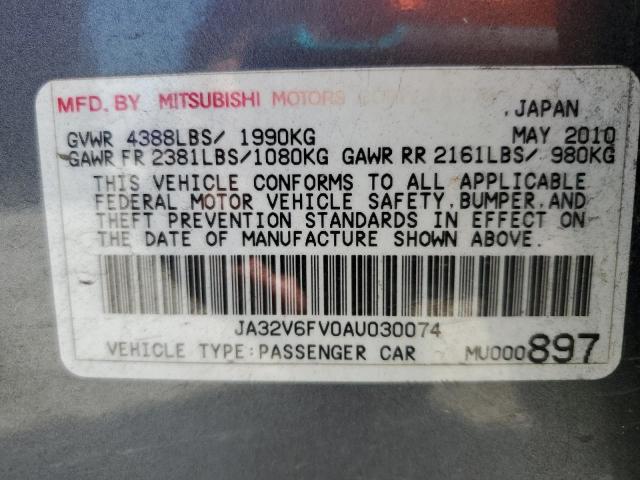 MFD. BY MITSUBISHI MOTORS
, JAPAN
GVWR 4388LBS/ 1990KG MAY 2010
GAWR FR 2381LBS/1080KG GAWR RR 2161LBS/ 980KG
THIS VEHICLE CONFORMS TO ALL APPLICABLE
FEDERAL MOTOR VEHICLE SAFETY, BUMPER, AND
THEFT PREVENTION STANDARDS IN EFFECT ON
THE DATE OF MANUFACTURE SHOWN ABOVE.
JA32V6FV0AU030074
VEHICLE TYPE:PASSENGER CAR MU000897